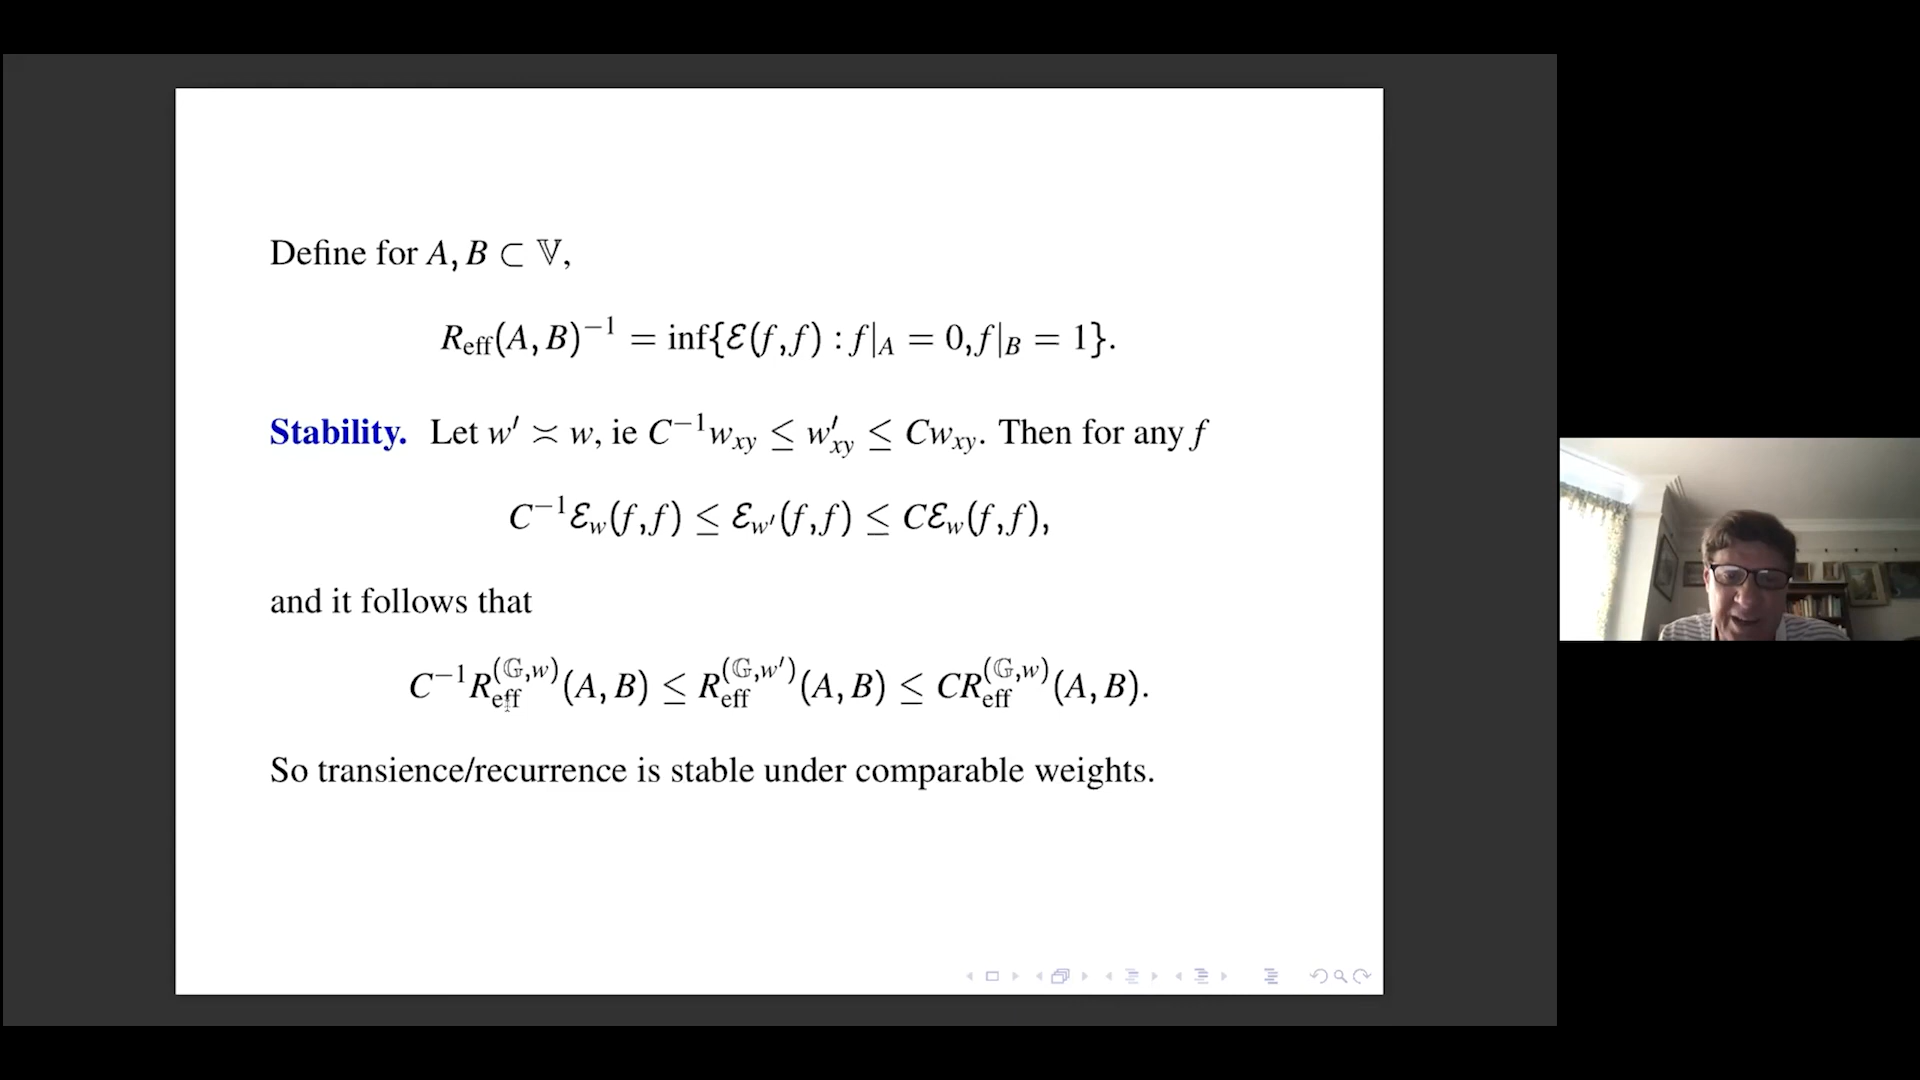 Define for A, B ⊂ 𝕍,
R_eff(A, B)^{−1} = inf{ℰ(f, f) : f|_A = 0, f|_B = 1}.
Stability. Let w′ ≍ w, ie C^{−1}w_{xy} ≤ w′_{xy} ≤ Cw_{xy}. Then for any f
C^{−1}ℰ_w(f, f) ≤ ℰ_{w′}(f, f) ≤ Cℰ_w(f, f),
and it follows that
C^{−1}R_eff^{(𝔾,w)}(A, B) ≤ R_eff^{(𝔾,w′)}(A, B) ≤ CR_eff^{(𝔾,w)}(A, B).
So transience/recurrence is stable under comparable weights.